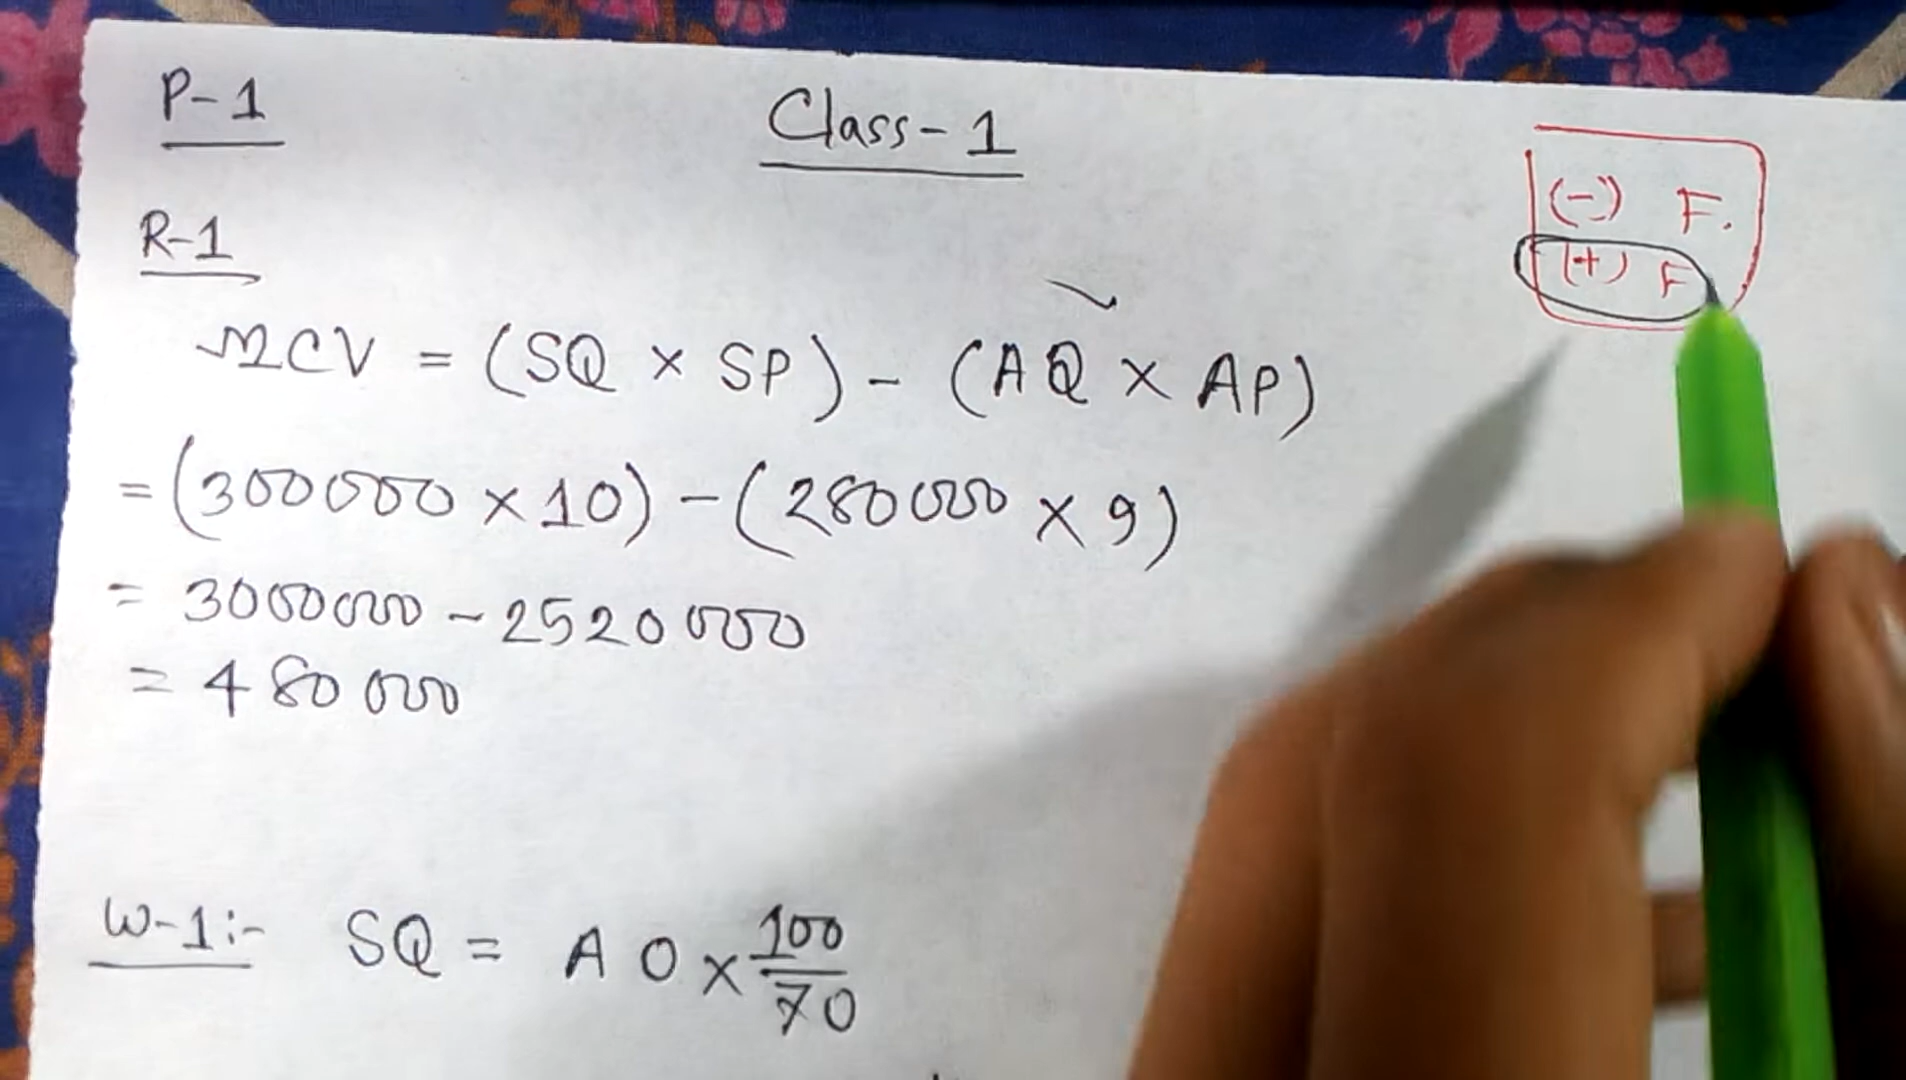 P-1
Class-1
(-) F.
(+) F
R-1
MCV = (SQ × SP) - (AQ × AP)
= (300000 × 10) - (280000 × 9)
= 3000000 - 2520000
= 480000
W-1:- SQ = AO × 100/70